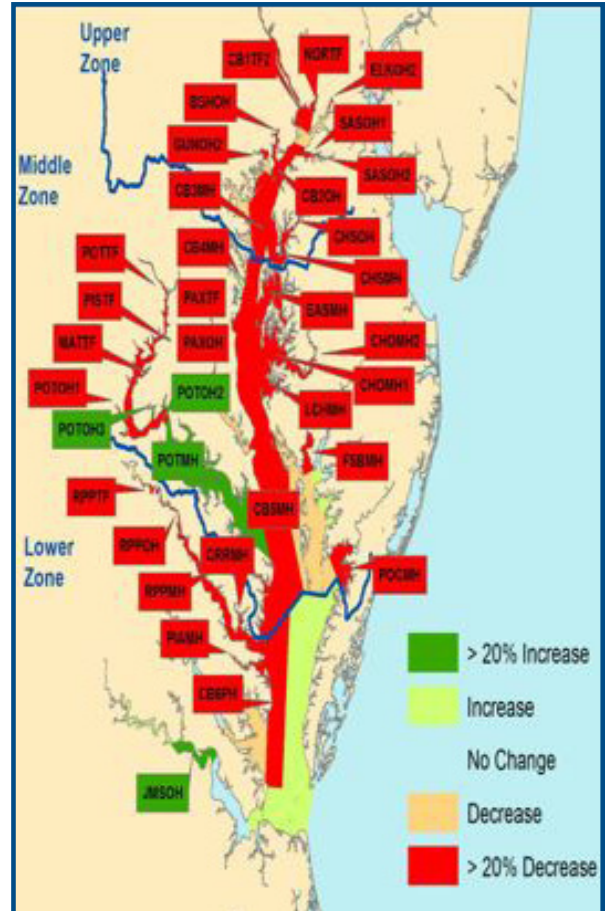 Upper
Zone
CB1TF2
NORTF
ELKOH2
BSHOH
SASOH1
GUNOH2
SASOH2
Middle
Zone
CB3MH
CB2OH
CHSOH
CB4MH
POTTF
CHSMH
PAXTF
EASMH
PISTF
PAXOH
CHOMH2
MATTF
CHOMH1
POTOH1
POTOH2
LCHMH
POTOH3
POTMH
FSBMH
RPPTF
CB5MH
RPPOH
Lower
Zone
CRRMH
POCMH
RPPMH
PIAMH
> 20% Increase
CB6PH
Increase
No Change
JMSOH
Decrease
> 20% Decrease